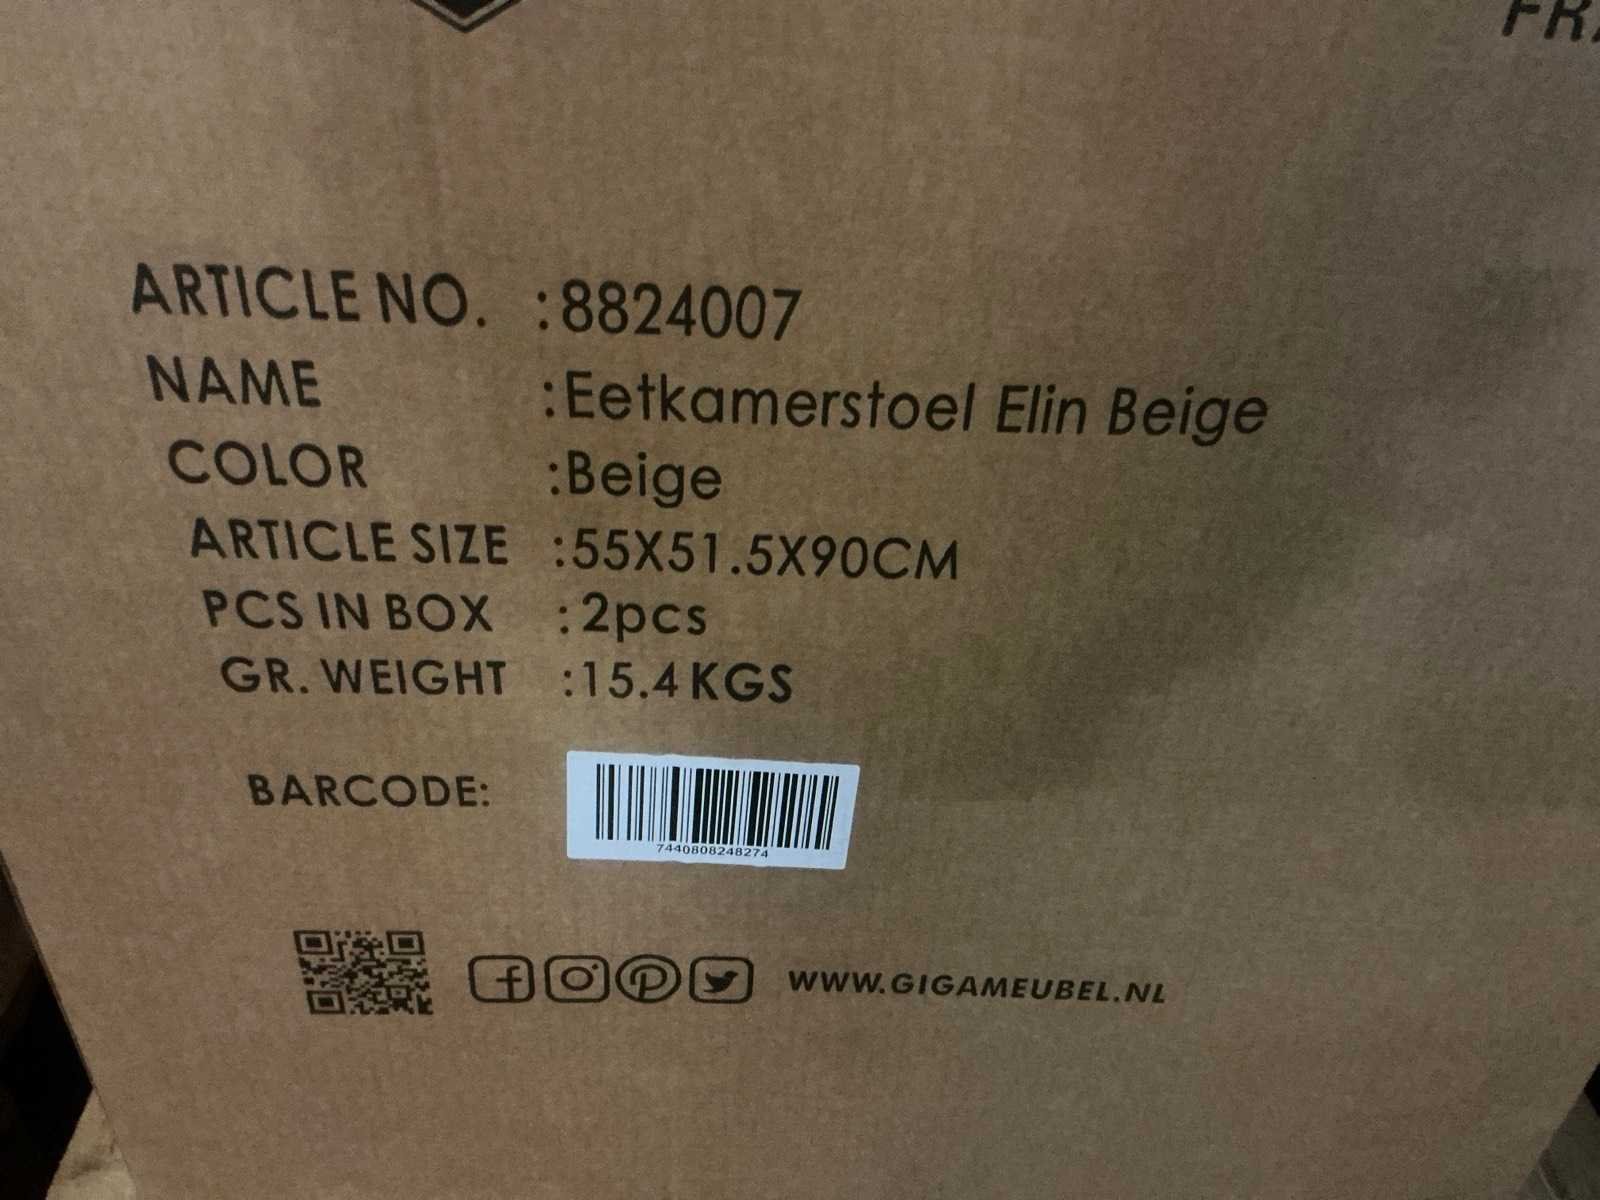 ARTICLE NO. :8824007
NAME :Eetkamerstoel Elin Beige
COLOR :Beige
ARTICLE SIZE :55X51.5X90CM
PCS IN BOX :2pcs
GR. WEIGHT :15.4KGS
BARCODE:
7440808248274
WWW.GIGAMEUBEL.NL